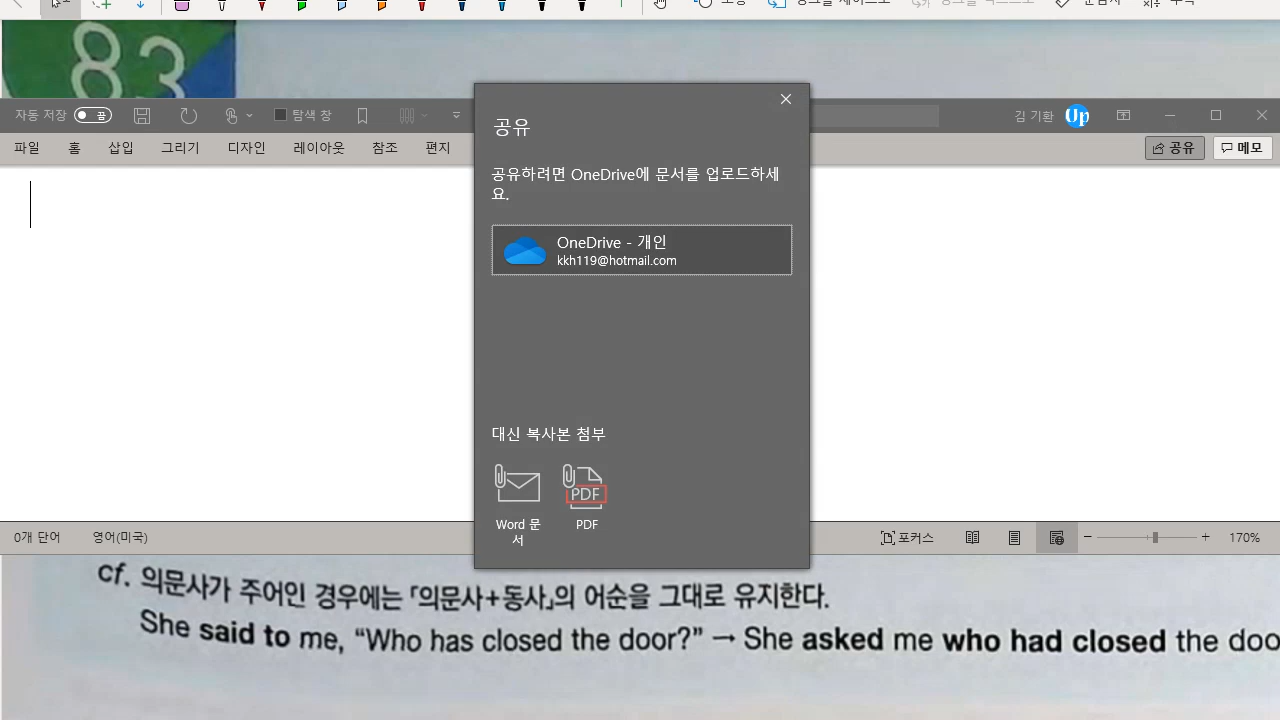 83
자동 저장
끔
탐색 창
김 기환
Up
파일 홈 삽입 그리기 디자인 레이아웃 참조 편지
공유 메모
공유
공유하려면 OneDrive에 문서를 업로드하세
요.
OneDrive - 개인
kkh119@hotmail.com
대신 복사본 첨부
PDF
Word 문
서
PDF
0개 단어 영어(미국)
포커스
170%
cf. 의문사가 주어인 경우에는 「의문사+동사」의 어순을 그대로 유지한다.
She said to me, “Who has closed the door?” → She asked me who had closed the doo